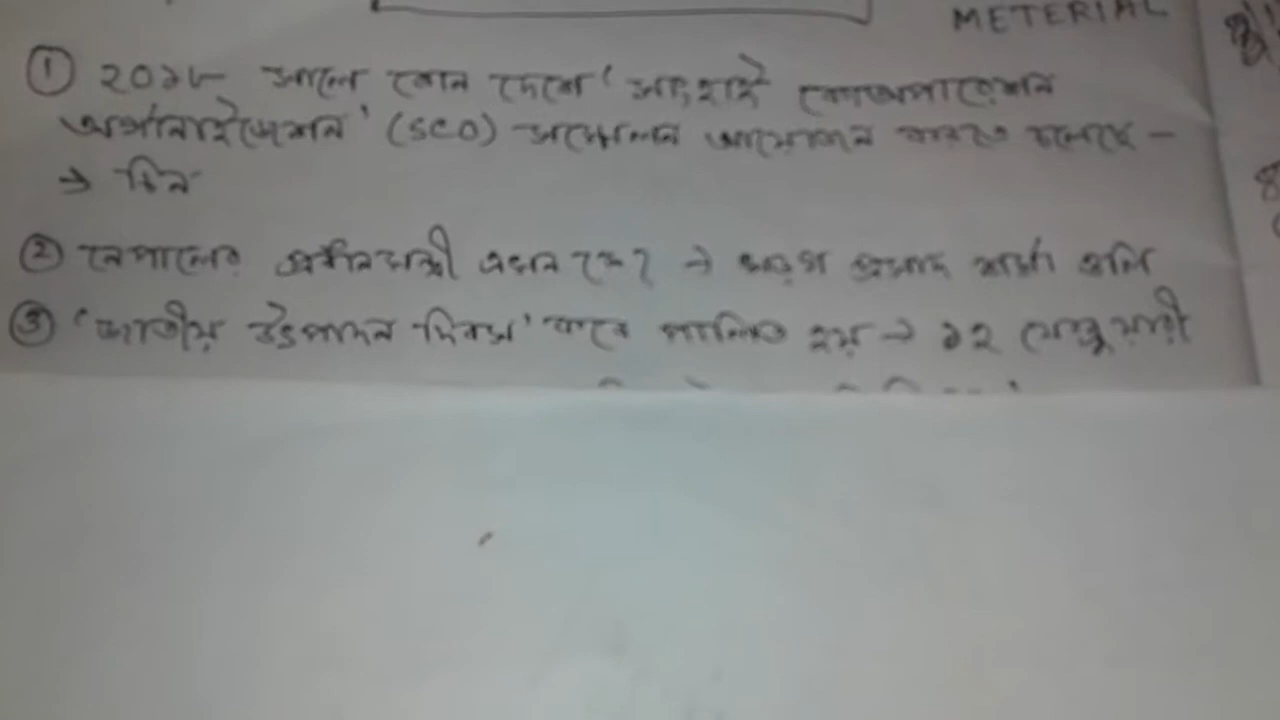 METERIAL
① ২০১৮ সালে কোন দেশে 'সাংহাই কোঅপারেশন
অর্গানাইজেশন' (SCO) সম্মেলন আয়োজন করতে চলেছে –
→ চিন
② নেপালের প্রধানমন্ত্রী এখন কে? → খড়গ প্রসাদ শর্মা ওলি
③ 'জাতীয় উৎপাদন দিবস' কবে পালিত হয় → ১২ ফেব্রুয়ারী